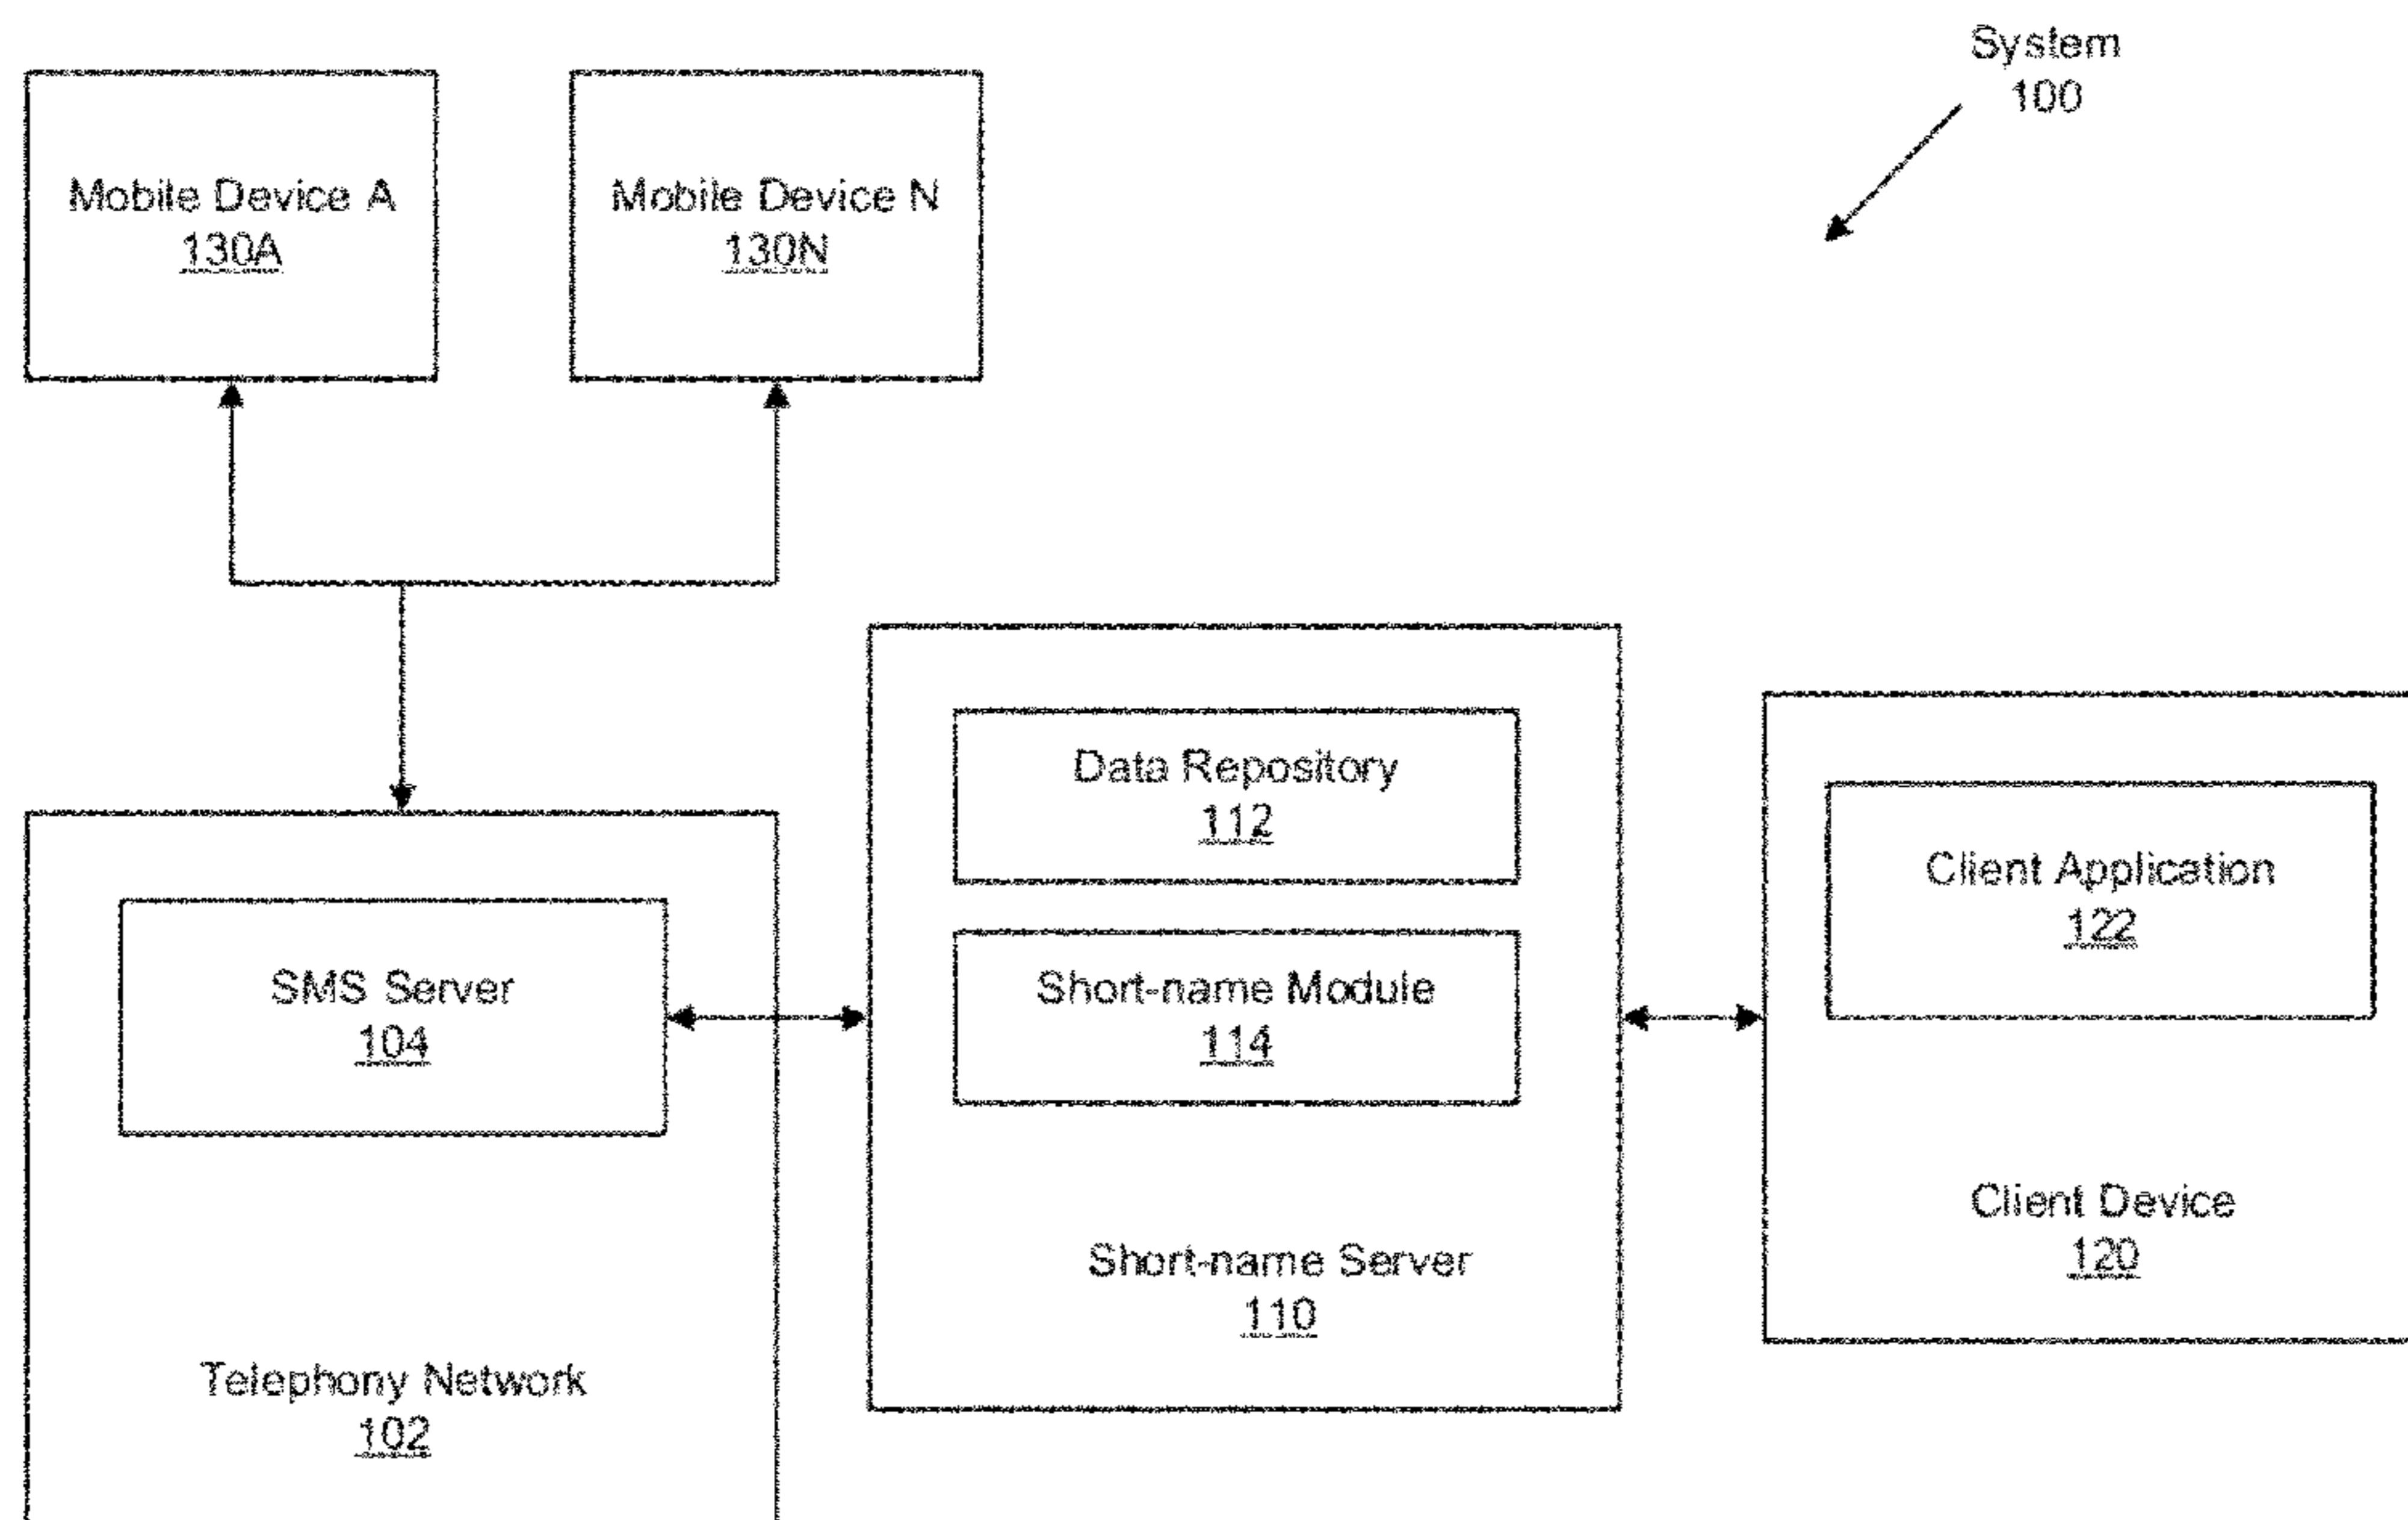 System
100
Mobile Device A
130A
Mobile Device N
130N
Data Repository
112
Client Application
122
SMS Server
104
Short-name Module
114
Client Device
120
Short-name Server
110
Telephony Network
102